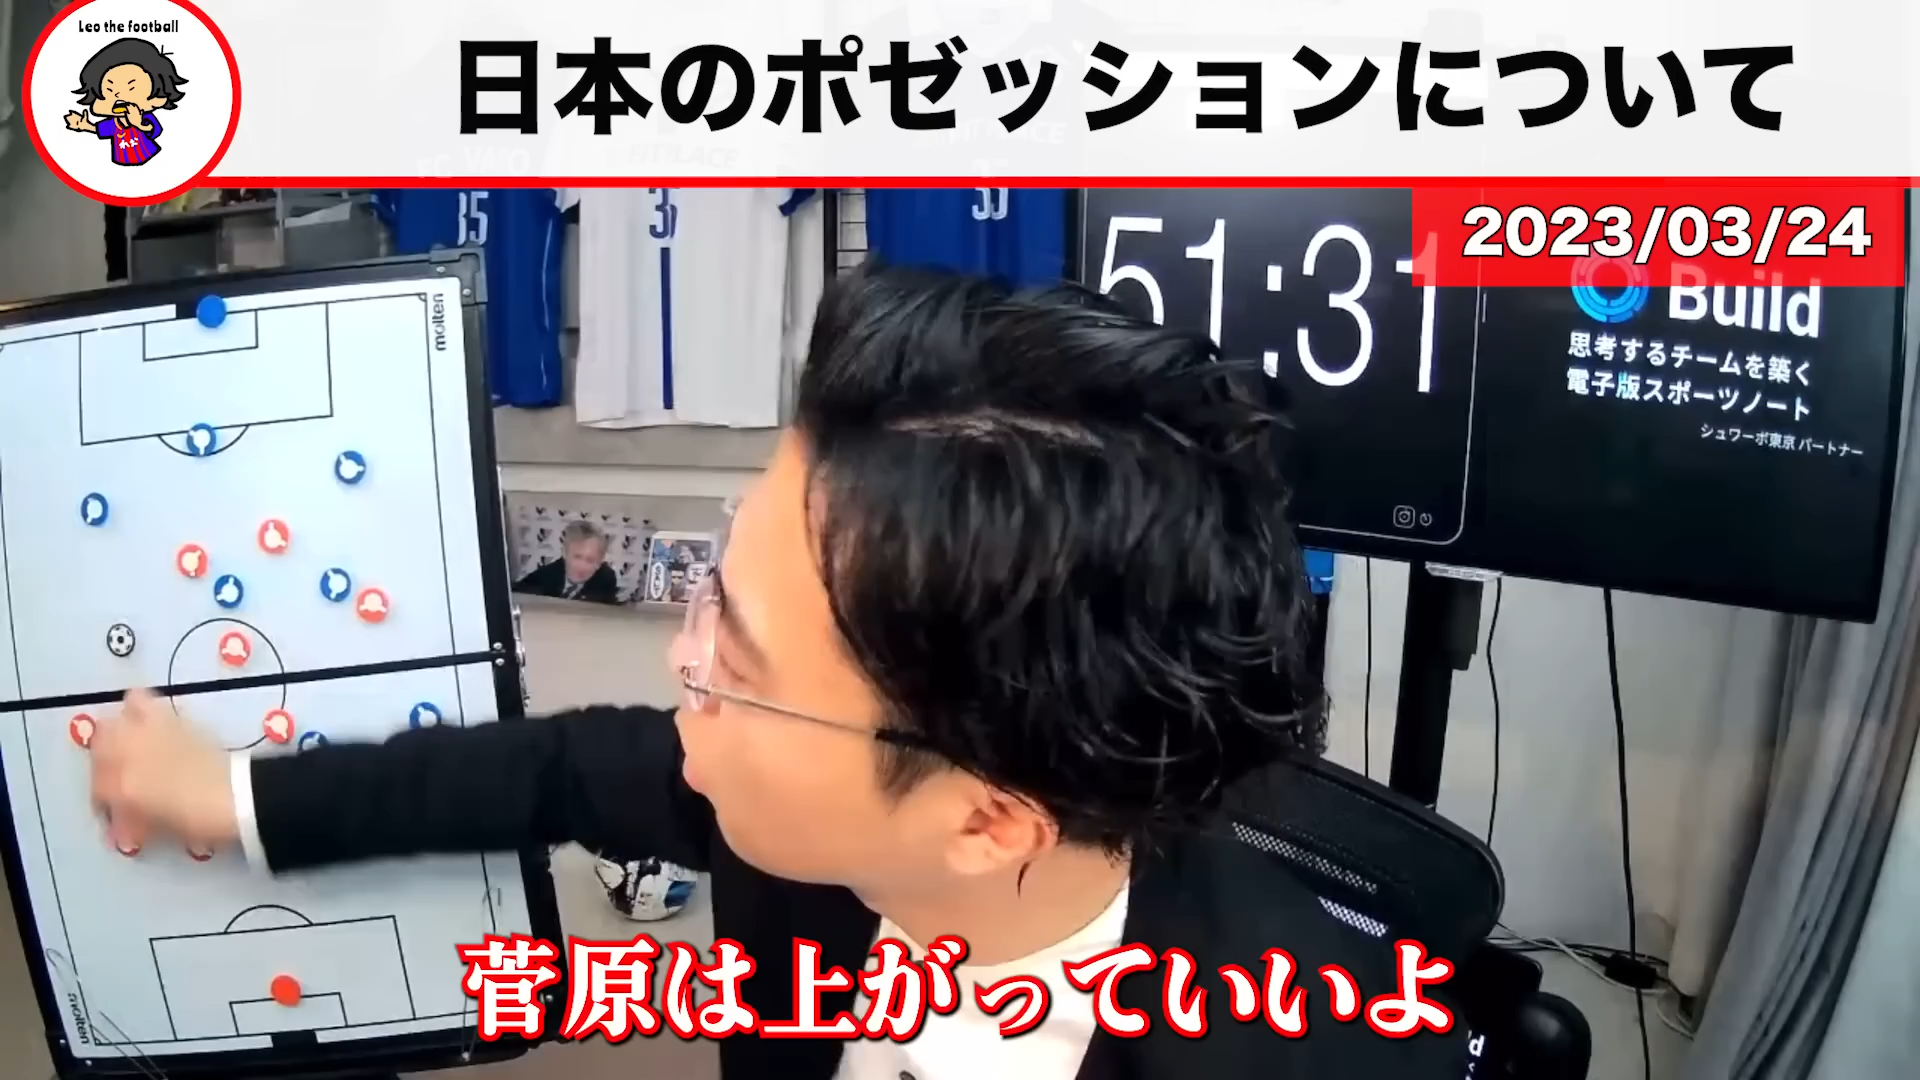 Leo the football
日本のポゼッションについて
2023/03/24
35
35
51:31
Build
思考するチームを築く
電子版スポーツノート
シュワーボ東京 パートナー
molten
molten
菅原は上がっていいよ